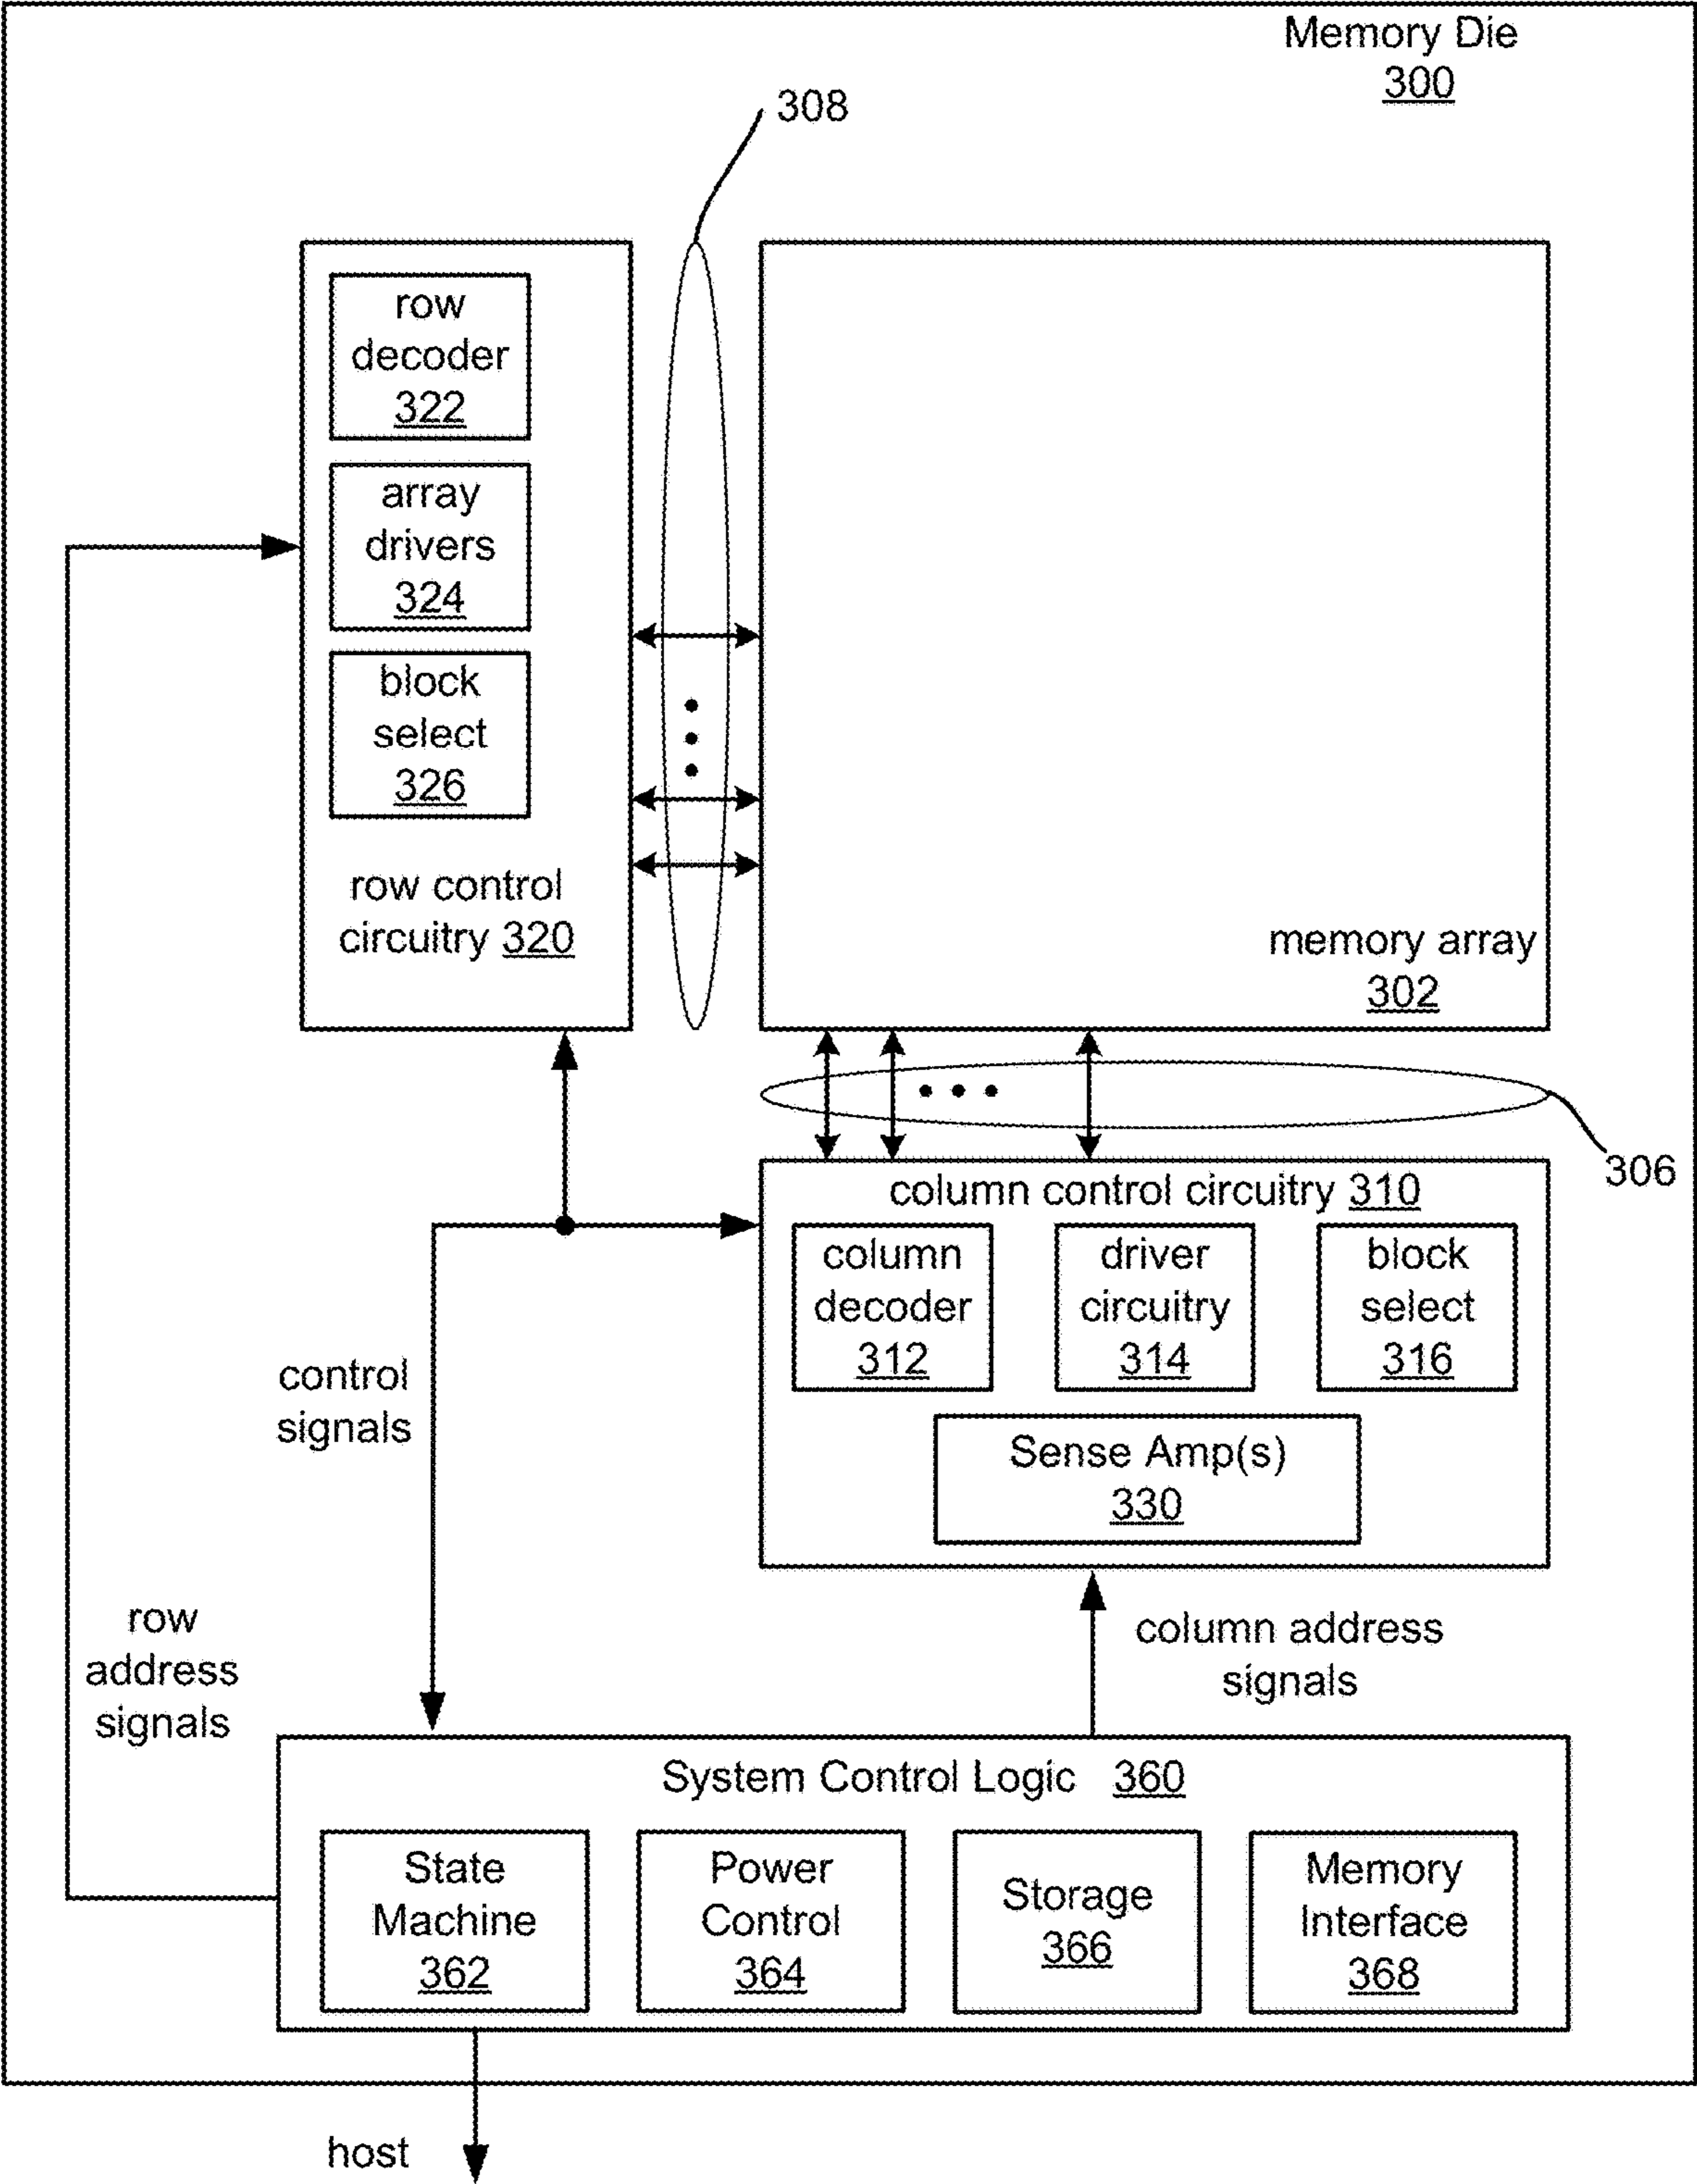 Memory Die
300
308
row
decoder
322
array
drivers
324
block
select
326
row control
circuitry 320
memory array
302
306
column control circuitry 310
column
decoder
312
driver
circuitry
314
block
select
316
Sense Amp(s)
330
control
signals
row
address
signals
column address
signals
System Control Logic 360
State
Machine
362
Power
Control
364
Storage
366
Memory
Interface
368
host